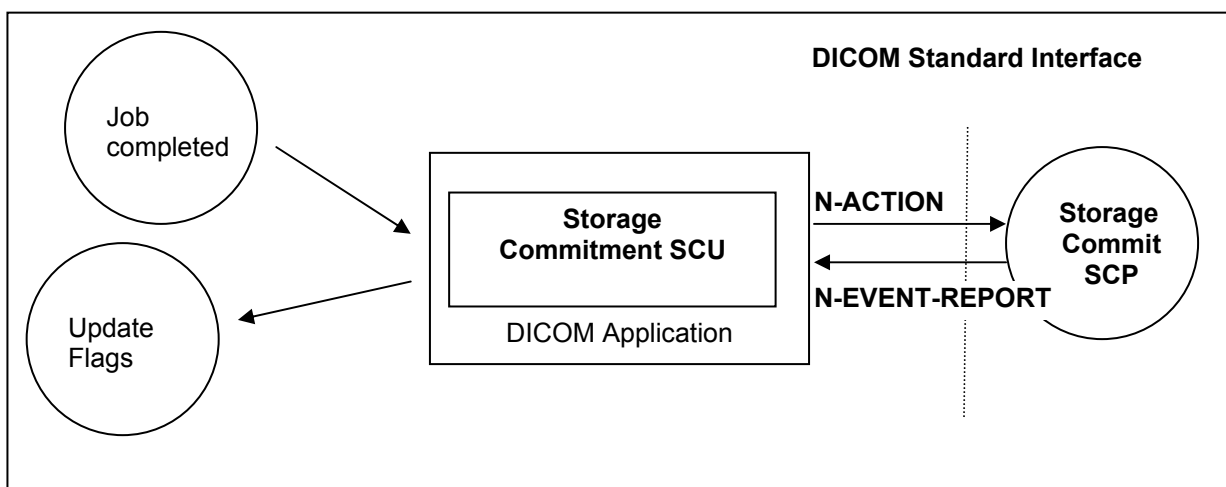 DICOM Standard Interface
Job
completed
Storage
Commitment SCU
DICOM Application
N-ACTION
N-EVENT-REPORT
Storage
Commit
SCP
Update
Flags